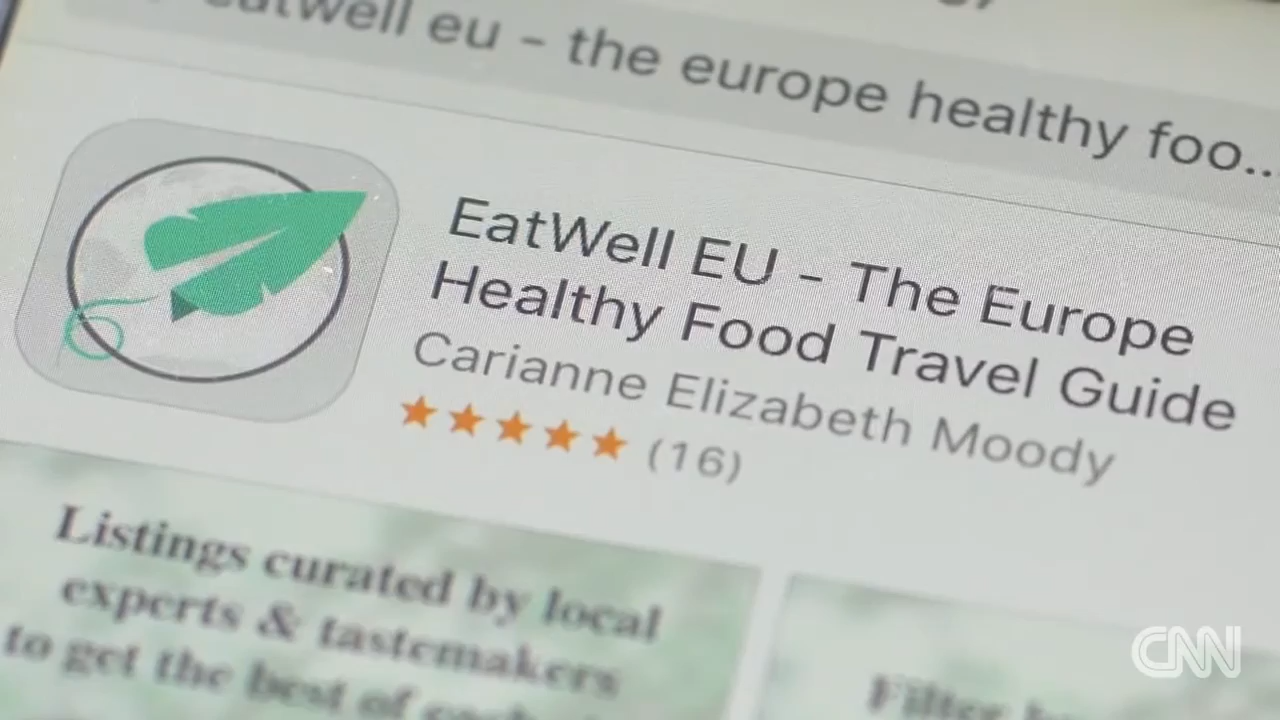 eatwell eu - the europe healthy foo...
EatWell EU - The Europe
Healthy Food Travel Guide
Carianne Elizabeth Moody
(16)
Listings curated by local
experts & tastemakers
to get the best of
Filter
CNN